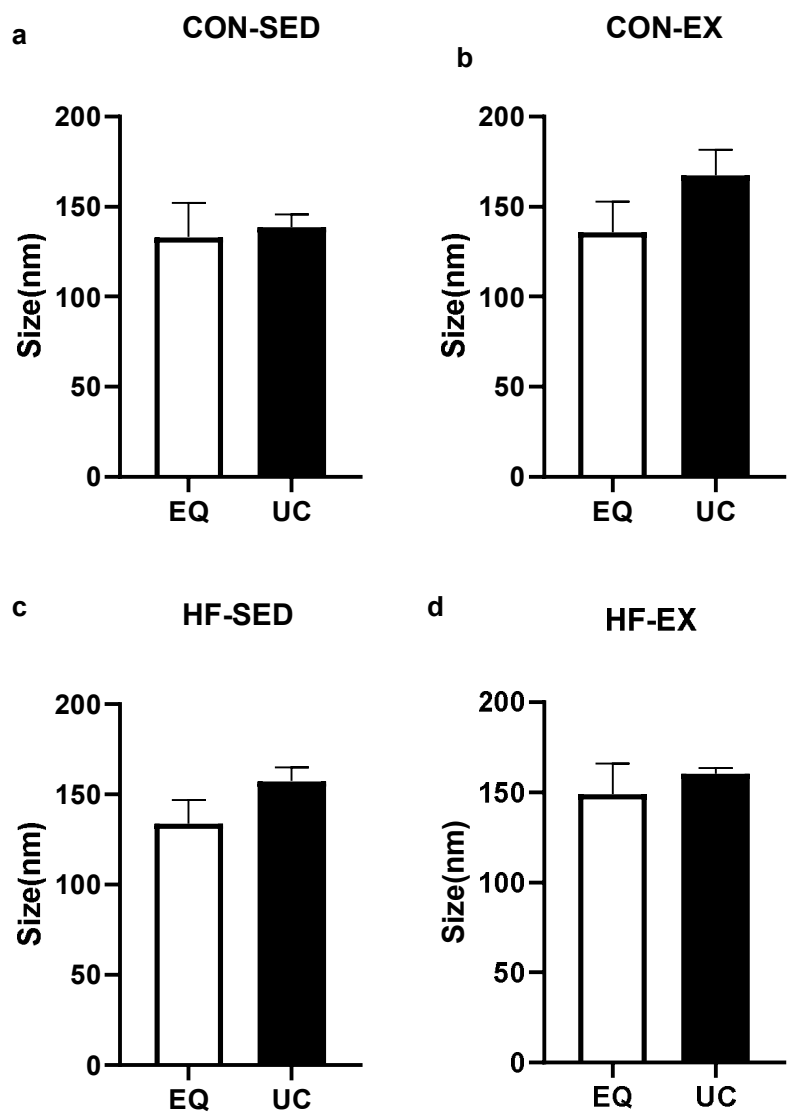 a
CON-SED
200
150
100
50
0
Size(nm)
EQ
UC
b
CON-EX
200
150
100
50
0
Size(nm)
EQ
UC
c
HF-SED
200
150
100
50
0
Size(nm)
EQ
UC
d
HF-EX
200
150
100
50
0
Size(nm)
EQ
UC